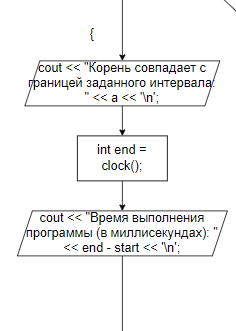 {
cout << "Корень совпадает с
границей заданного интервала:
" << a << '\n';
int end =
clock();
cout << "Время выполнения
программы (в миллисекундах): "
<< end - start << '\n';